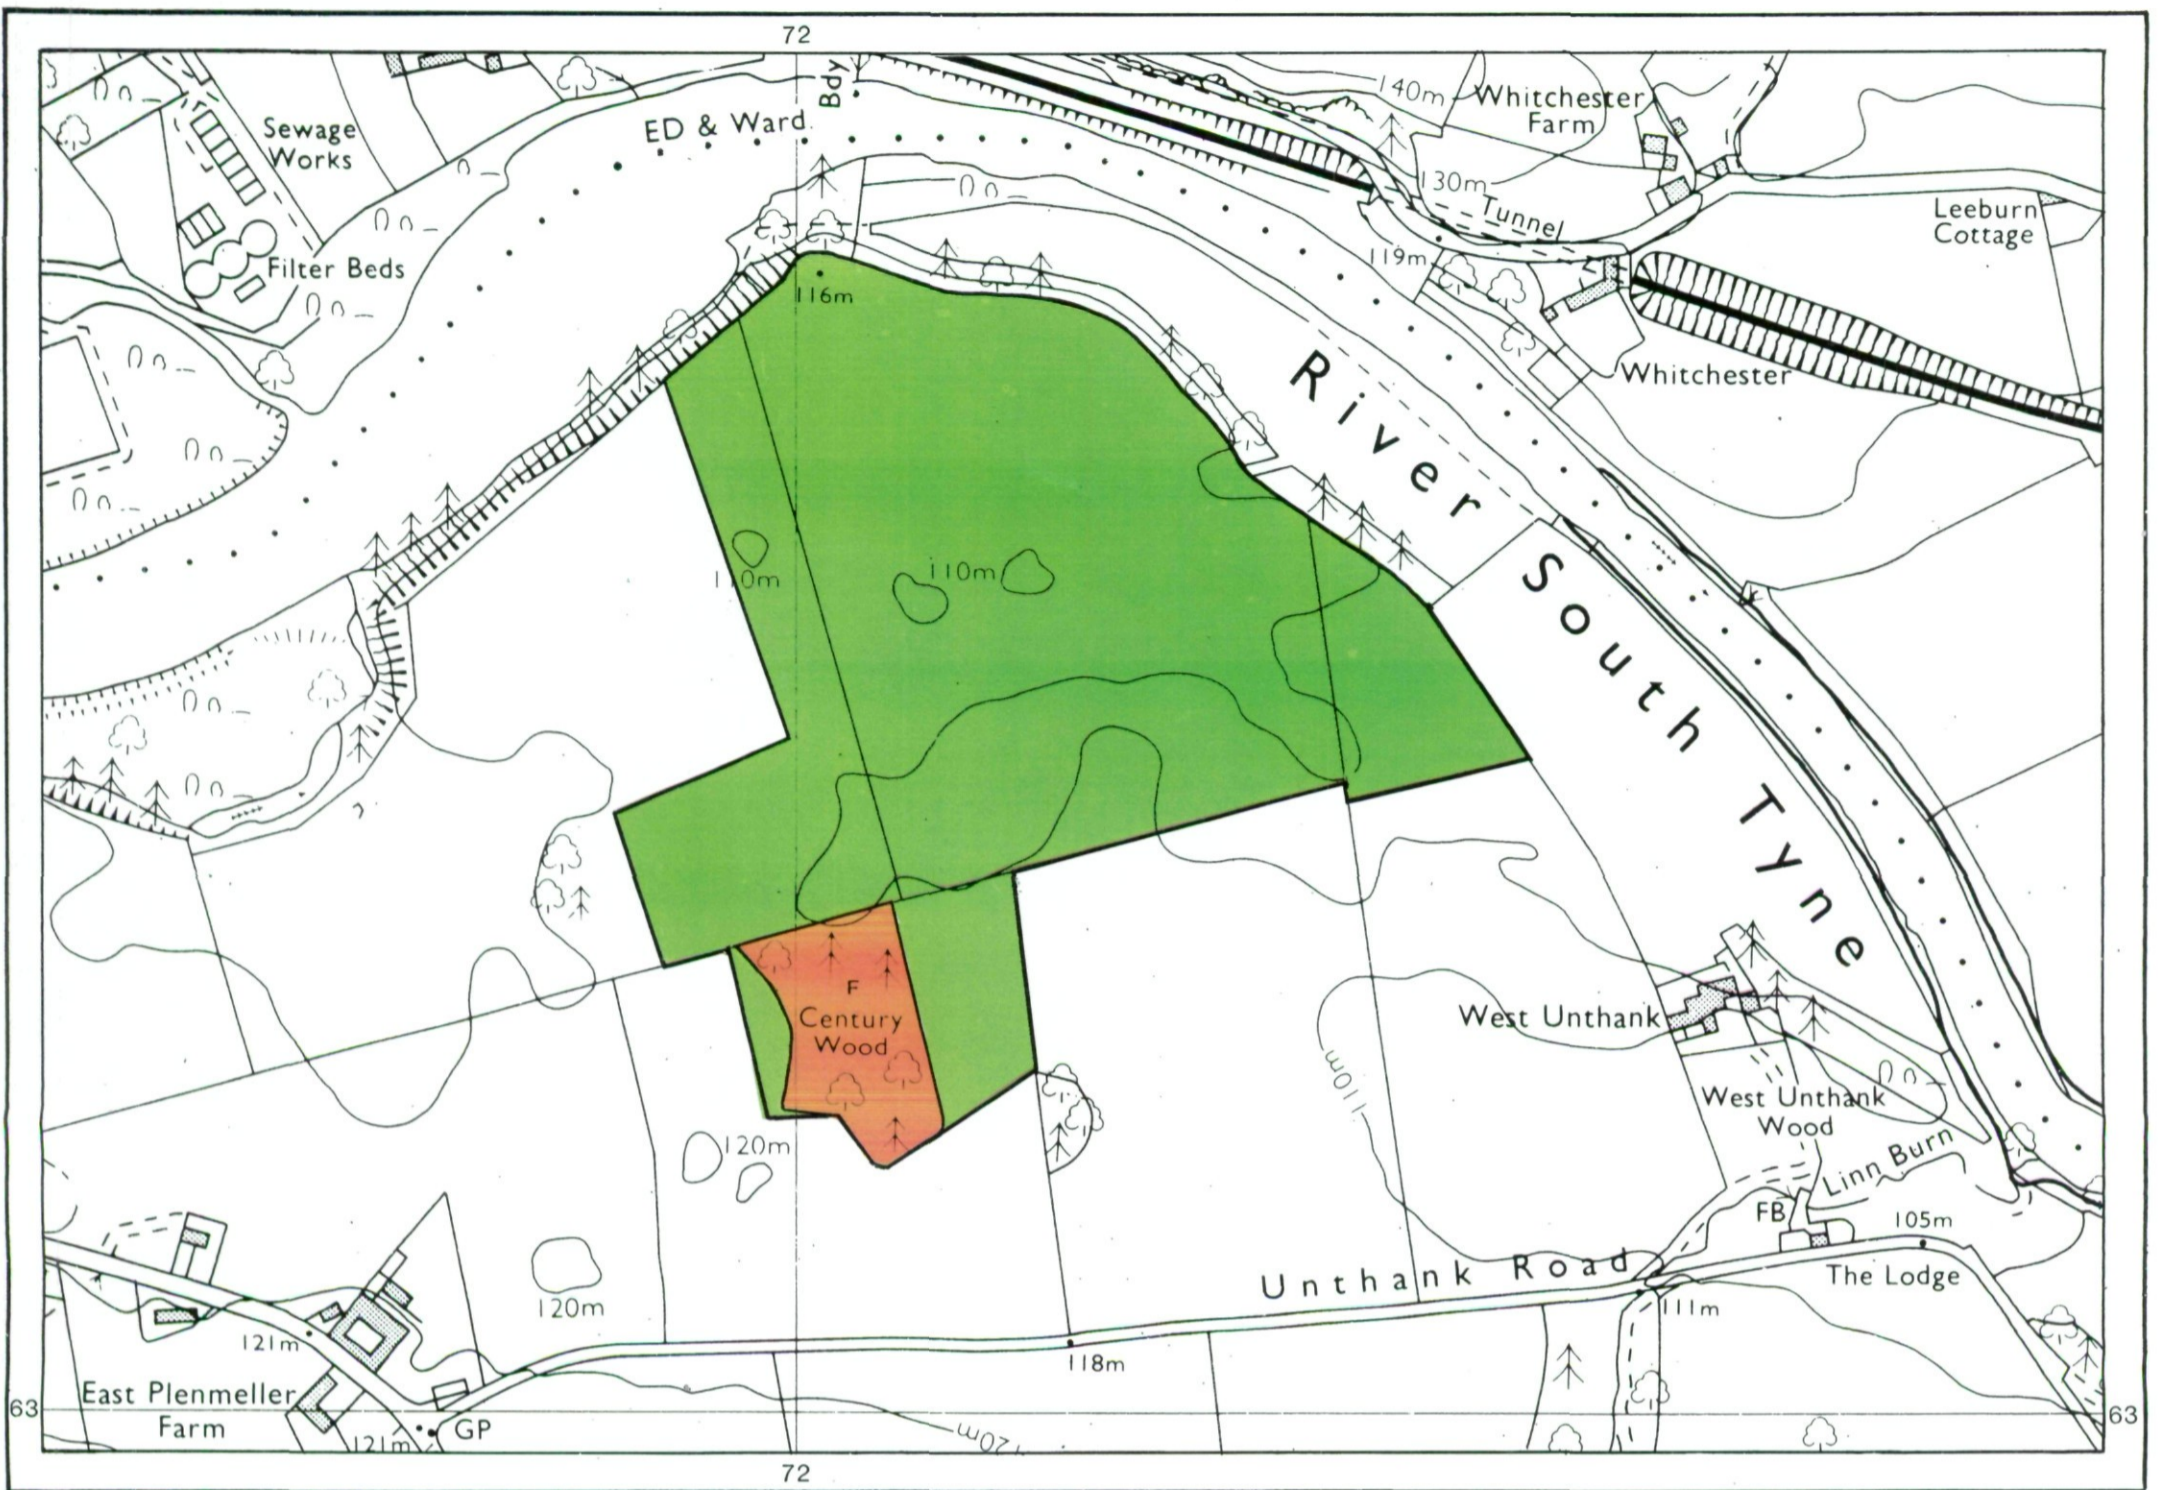 72
Bdy
ED & Ward
140m
Whitchester
Farm
Sewage
Works
130m
Tunnel
Leeburn
Cottage
119m
Filter Beds
116m
Whitchester
River South Tyne
110m
110m
F
Century
Wood
West Unthank
110m
West Unthank
Wood
120m
Linn Burn
FB
105m
Unthank Road
The Lodge
120m
111m
121m
118m
East Plenmeller
Farm
63
63
GP
121m
120m
72